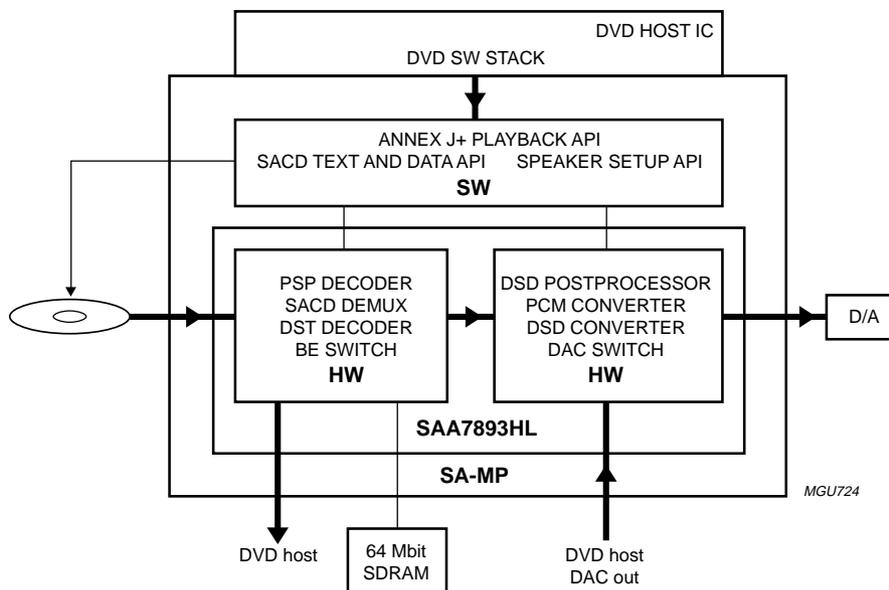 DVD HOST IC
DVD SW STACK
ANNEX J+ PLAYBACK API
SACD TEXT AND DATA API SPEAKER SETUP API
SW
PSP DECODER
SACD DEMUX
DST DECODER
BE SWITCH
HW
DSD POSTPROCESSOR
PCM CONVERTER
DSD CONVERTER
DAC SWITCH
HW
D/A
SAA7893HL
SA-MP
MGU724
DVD host
64 Mbit
SDRAM
DVD host
DAC out